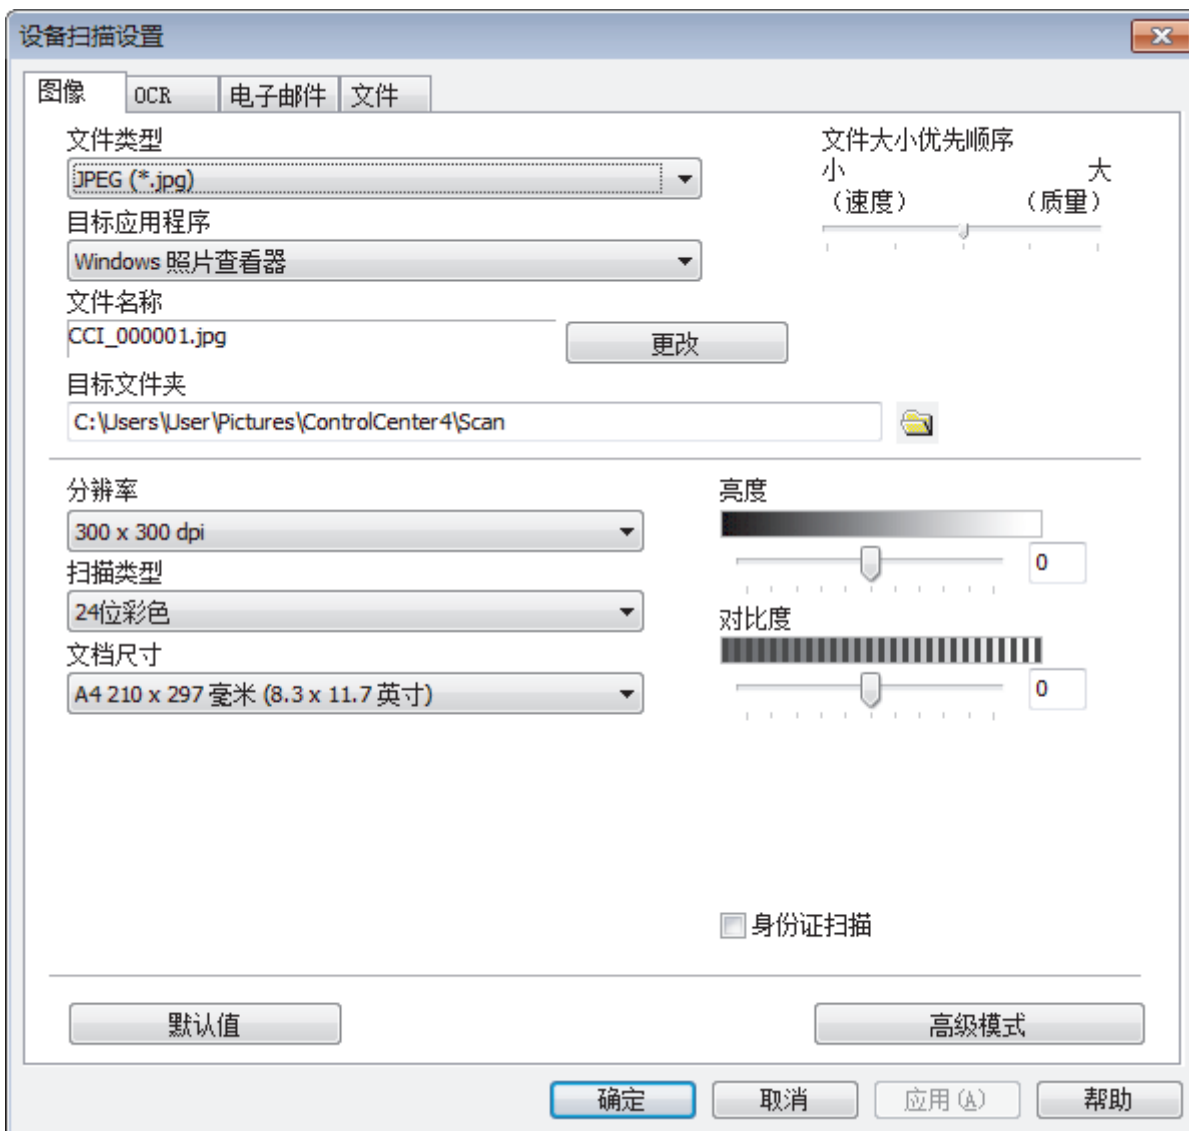 设备扫描设置
图像 OCR 电子邮件 文件
文件类型
JPEG (*.jpg)
目标应用程序
Windows 照片查看器
文件名称
CCI_000001.jpg
更改
目标文件夹
C:\Users\User\Pictures\ControlCenter4\Scan
文件大小优先顺序
小 大
(速度) (质量)
分辨率
300 x 300 dpi
扫描类型
24位彩色
文档尺寸
A4 210 x 297 毫米 (8.3 x 11.7 英寸)
亮度
0
对比度
0
身份证扫描
默认值 高级模式
确定 取消 应用(A) 帮助